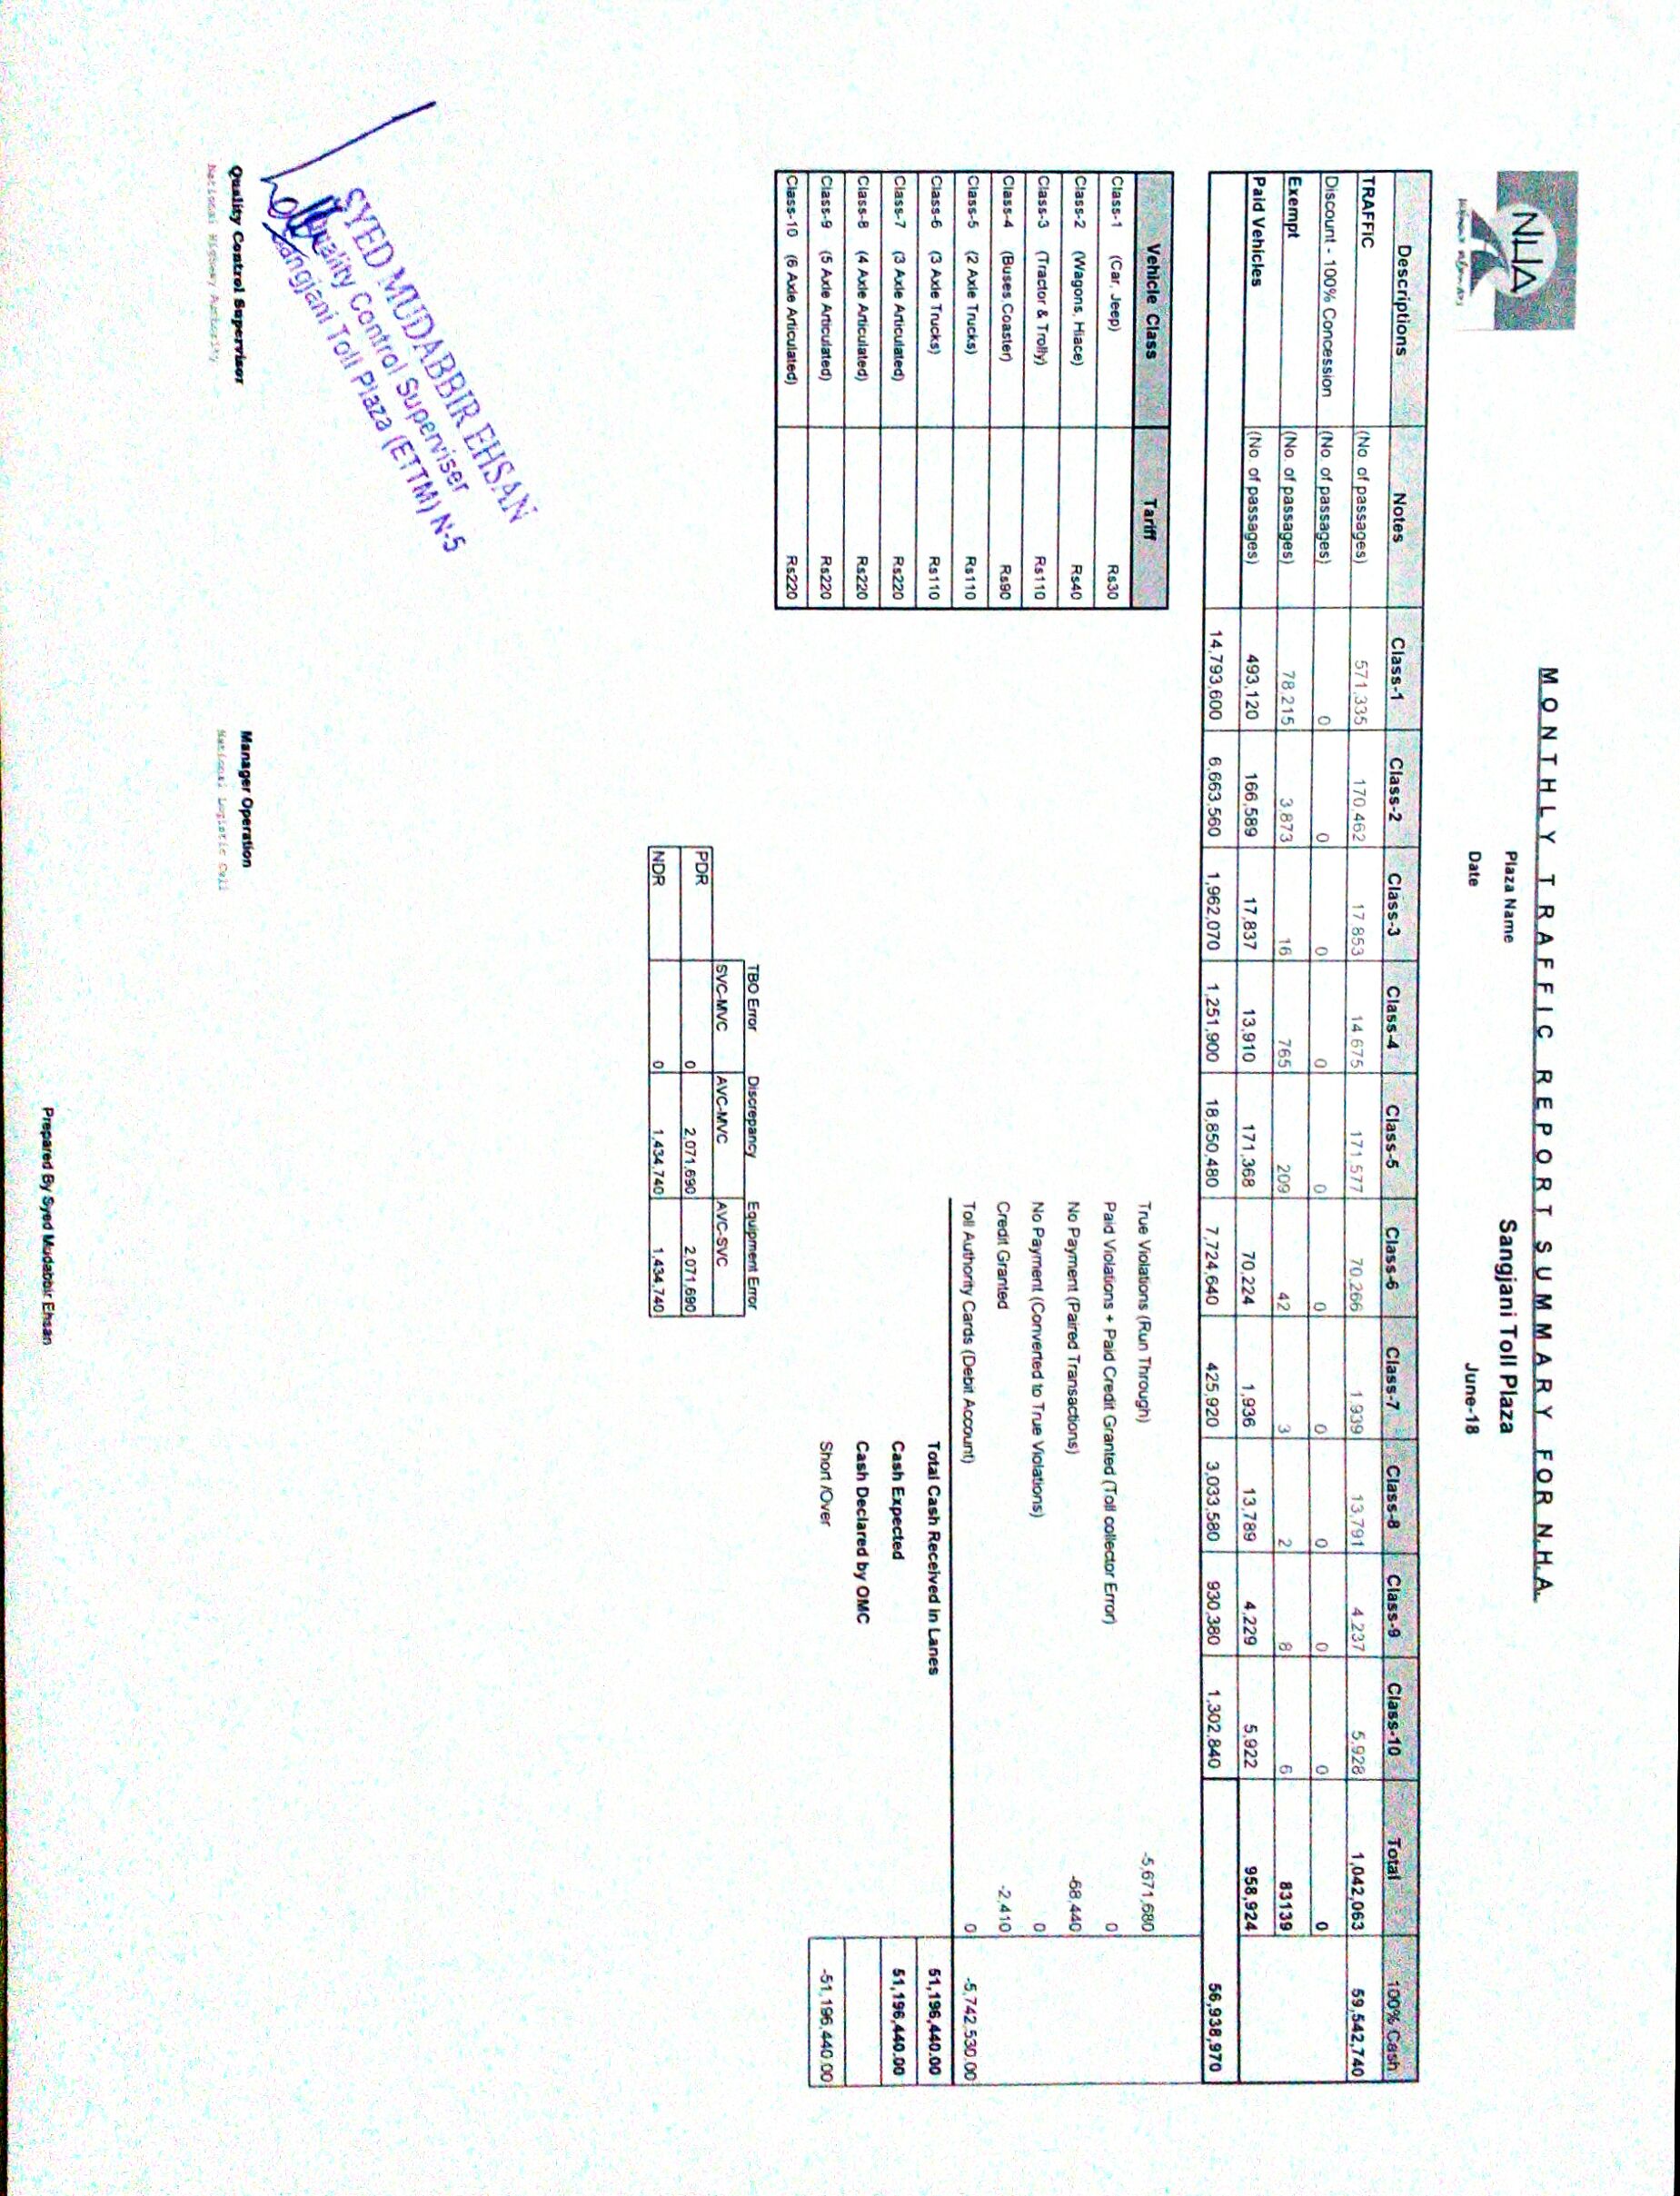 NHA
MONTHLY TRAFFIC REPORT SUMMARY FOR N.H.A.
Plaza Name Sangjani Toll Plaza
Date June-18
Descriptions Notes Class-1 Class-2 Class-3 Class-4 Class-5 Class-6 Class-7 Class-8 Class-9 Class-10 Total 100% Cash
TRAFFIC (No. of passages) 571,335 170,462 17,853 14,675 171,577 70,266 1,939 13,791 4,237 5,928 1,042,063 59,542,740
Discount - 100% Concession (No. of passages) 0 0 0 0 0 0 0 0 0 0 0
Exempt (No. of passages) 78,215 3,873 16 765 209 42 3 2 8 6 83139
Paid Vehicles (No. of passages) 493,120 166,589 17,837 13,910 171,368 70,224 1,936 13,789 4,229 5,922 958,924
14,793,600 6,663,560 1,962,070 1,251,900 18,850,480 7,724,640 425,920 3,033,580 930,380 1,302,840 56,938,970
Vehicle Class Tariff
Class-1 (Car, Jeep) Rs30
Class-2 (Wagons, Hiace) Rs40
Class-3 (Tractor & Trolly) Rs110
Class-4 (Buses,Coaster) Rs90
Class-5 (2 Axle Trucks) Rs110
Class-6 (3 Axle Trucks) Rs110
Class-7 (3 Axle Articulated) Rs220
Class-8 (4 Axle Articulated) Rs220
Class-9 (5 Axle Articulated) Rs220
Class-10 (6 Axle Articulated) Rs220
True Violations (Run Through) -5,671,680
Paid Violations + Paid Credit Granted (Toll collector Error) 0
No Payment (Paired Transactions) -68,440
No Payment (Converted to True Violations) 0
Credit Granted -2,410
Toll Authority Cards (Debit Account) 0 -5,742,530.00
Total Cash Received in Lanes 51,196,440.00
Cash Expected 51,196,440.00
Cash Declared by OMC
Short /Over -51,196,440.00
TBO Error Discrepancy Equipment Error
SVC-MVC AVC-MVC AVC-SVC
PDR 0 2,071,690 2,071,690
NDR 0 1,434,740 1,434,740
SYED MUDABBIR EHSAN
Quality Control Superviser
Sangjani Toll Plaza (ETTM) N-5
Quality Control Supervisor
National Highway Authority
Manager Operation
National Logistic Cell
Prepared By Syed Mudabbir Ehsan